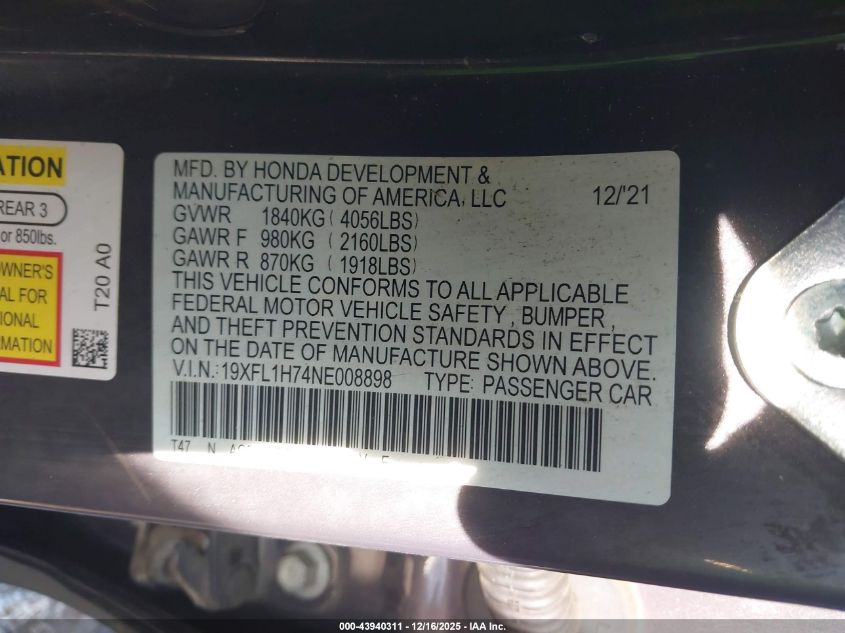 ATION
REAR 3
or 850lbs.
OWNER'S
AL FOR
IONAL
RMATION
T20 A0
MFD. BY HONDA DEVELOPMENT &
MANUFACTURING OF AMERICA, LLC 12/'21
GVWR 1840KG (4056LBS)
GAWR F 980KG (2160LBS)
GAWR R 870KG (1918LBS)
THIS VEHICLE CONFORMS TO ALL APPLICABLE
FEDERAL MOTOR VEHICLE SAFETY, BUMPER,
AND THEFT PREVENTION STANDARDS IN EFFECT
ON THE DATE OF MANUFACTURE SHOWN ABOVE.
V.I.N.:19XFL1H74NE008898 TYPE: PASSENGER CAR
T47 N
000-43940311 - 12/16/2025 - IAA Inc.